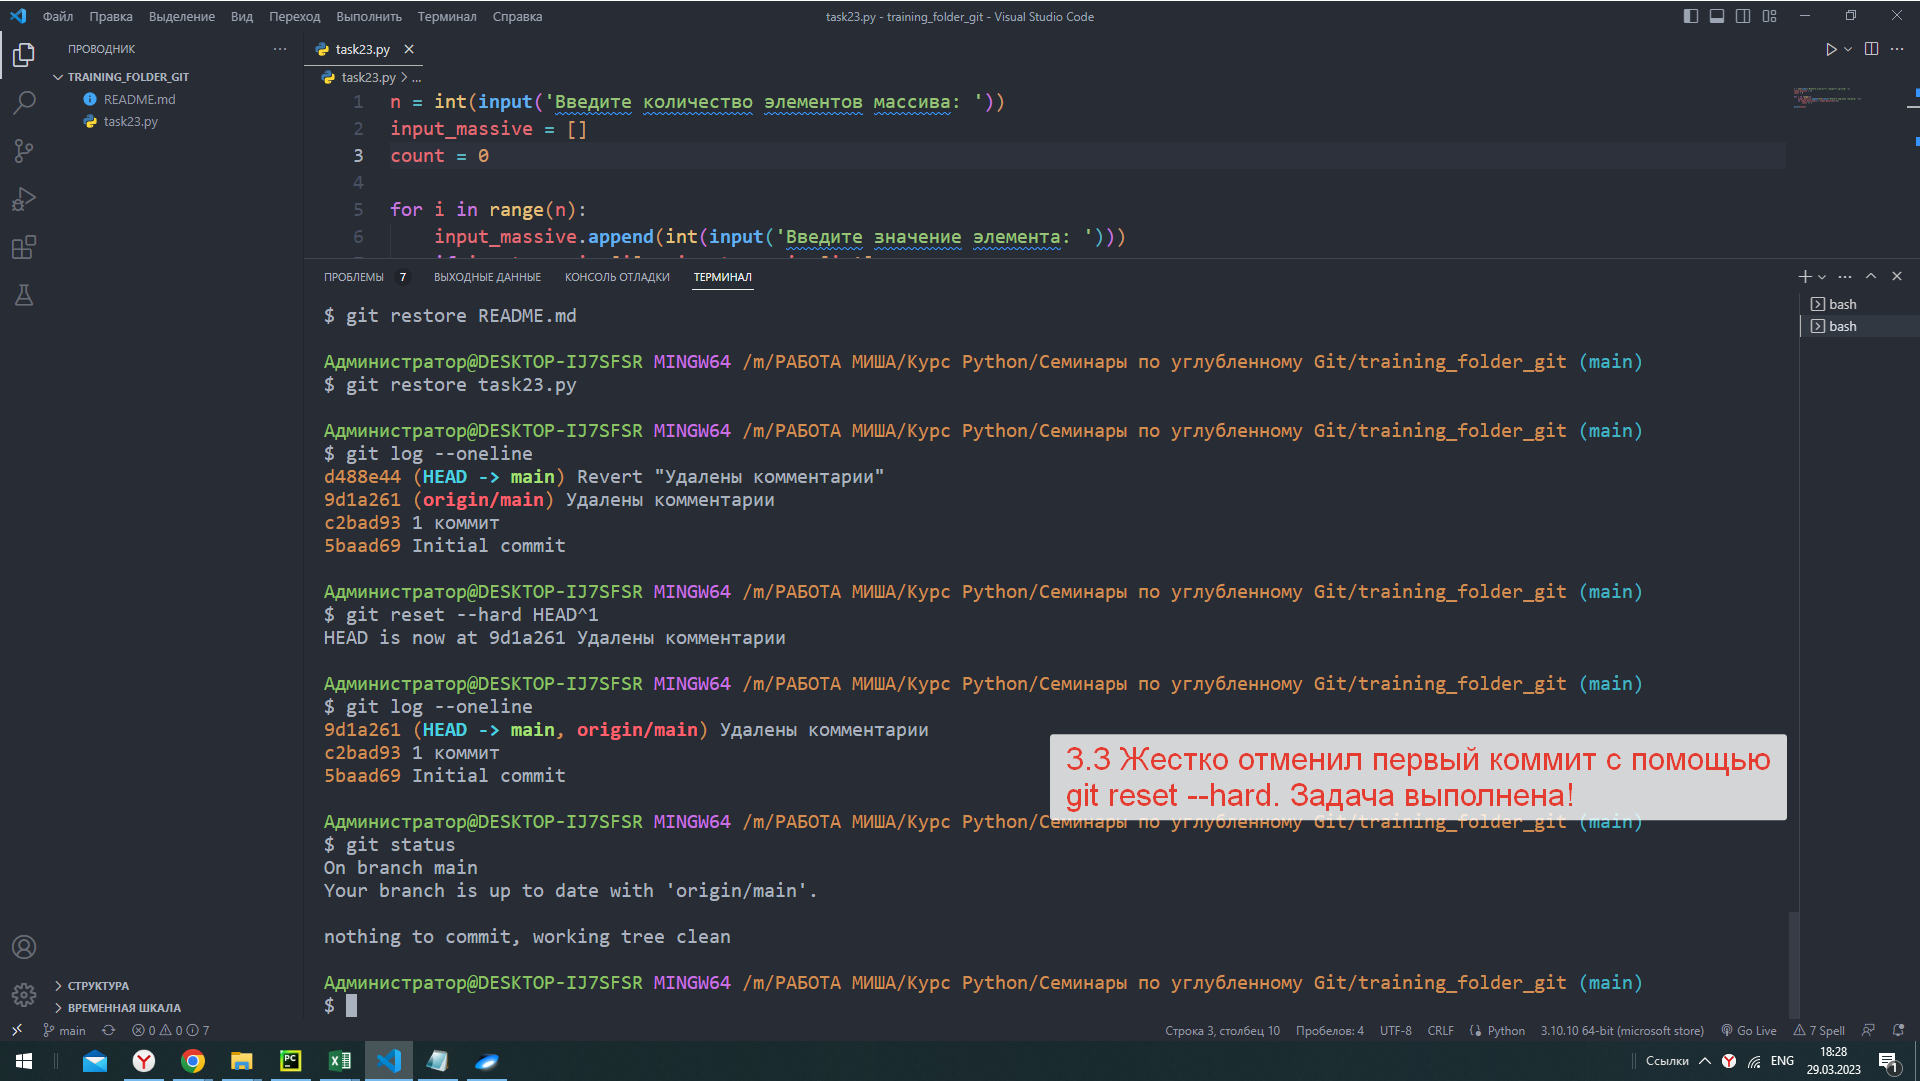 Файл Правка Выделение Вид Переход Выполнить Терминал Справка
task23.py - training_folder_git - Visual Studio Code
ПРОВОДНИК
TRAINING_FOLDER_GIT
README.md
task23.py
task23.py
task23.py > ...
1 n = int(input('Введите количество элементов массива: '))
2 input_massive = []
3 count = 0
4
5 for i in range(n):
6 input_massive.append(int(input('Введите значение элемента: ')))
ПРОБЛЕМЫ 7 ВЫХОДНЫЕ ДАННЫЕ КОНСОЛЬ ОТЛАДКИ ТЕРМИНАЛ
bash
bash
$ git restore README.md
Администратор@DESKTOP-IJ7SFSR MINGW64 /m/РАБОТА МИША/Курс Python/Семинары по углубленному Git/training_folder_git (main)
$ git restore task23.py
Администратор@DESKTOP-IJ7SFSR MINGW64 /m/РАБОТА МИША/Курс Python/Семинары по углубленному Git/training_folder_git (main)
$ git log --oneline
d488e44 (HEAD -> main) Revert "Удалены комментарии"
9d1a261 (origin/main) Удалены комментарии
c2bad93 1 коммит
5baad69 Initial commit
Администратор@DESKTOP-IJ7SFSR MINGW64 /m/РАБОТА МИША/Курс Python/Семинары по углубленному Git/training_folder_git (main)
$ git reset --hard HEAD^1
HEAD is now at 9d1a261 Удалены комментарии
Администратор@DESKTOP-IJ7SFSR MINGW64 /m/РАБОТА МИША/Курс Python/Семинары по углубленному Git/training_folder_git (main)
$ git log --oneline
9d1a261 (HEAD -> main, origin/main) Удалены комментарии
c2bad93 1 коммит
5baad69 Initial commit
3.3 Жестко отменил первый коммит с помощью
git reset --hard. Задача выполнена!
Администратор@DESKTOP-IJ7SFSR MINGW64 /m/РАБОТА МИША/Курс Python/Семинары по углубленному Git/training_folder_git (main)
$ git status
On branch main
Your branch is up to date with 'origin/main'.
nothing to commit, working tree clean
Администратор@DESKTOP-IJ7SFSR MINGW64 /m/РАБОТА МИША/Курс Python/Семинары по углубленному Git/training_folder_git (main)
$
СТРУКТУРА
ВРЕМЕННАЯ ШКАЛА
main 0 0 7 Строка 3, столбец 10 Пробелов: 4 UTF-8 CRLF Python 3.10.10 64-bit (microsoft store) Go Live 7 Spell
Ссылки ENG 18:28
29.03.2023 1